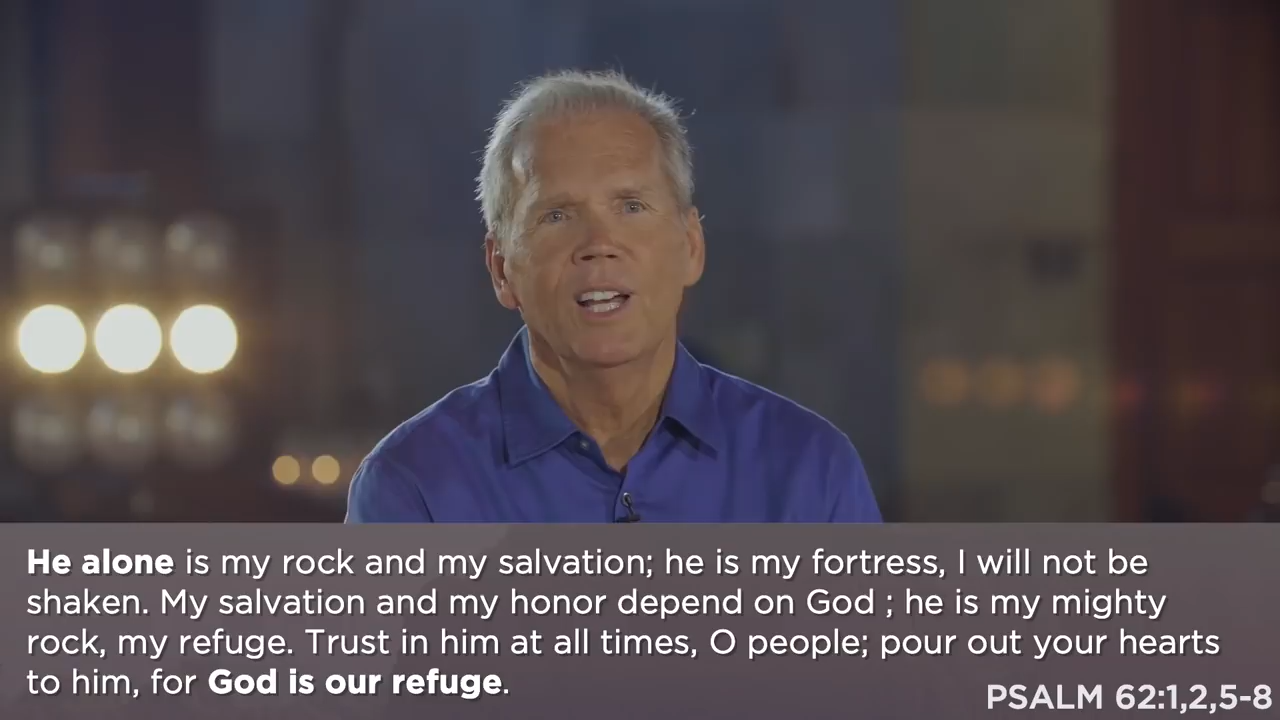 He alone is my rock and my salvation; he is my fortress, I will not be
shaken. My salvation and my honor depend on God ; he is my mighty
rock, my refuge. Trust in him at all times, O people; pour out your hearts
to him, for God is our refuge.
PSALM 62:1,2,5-8